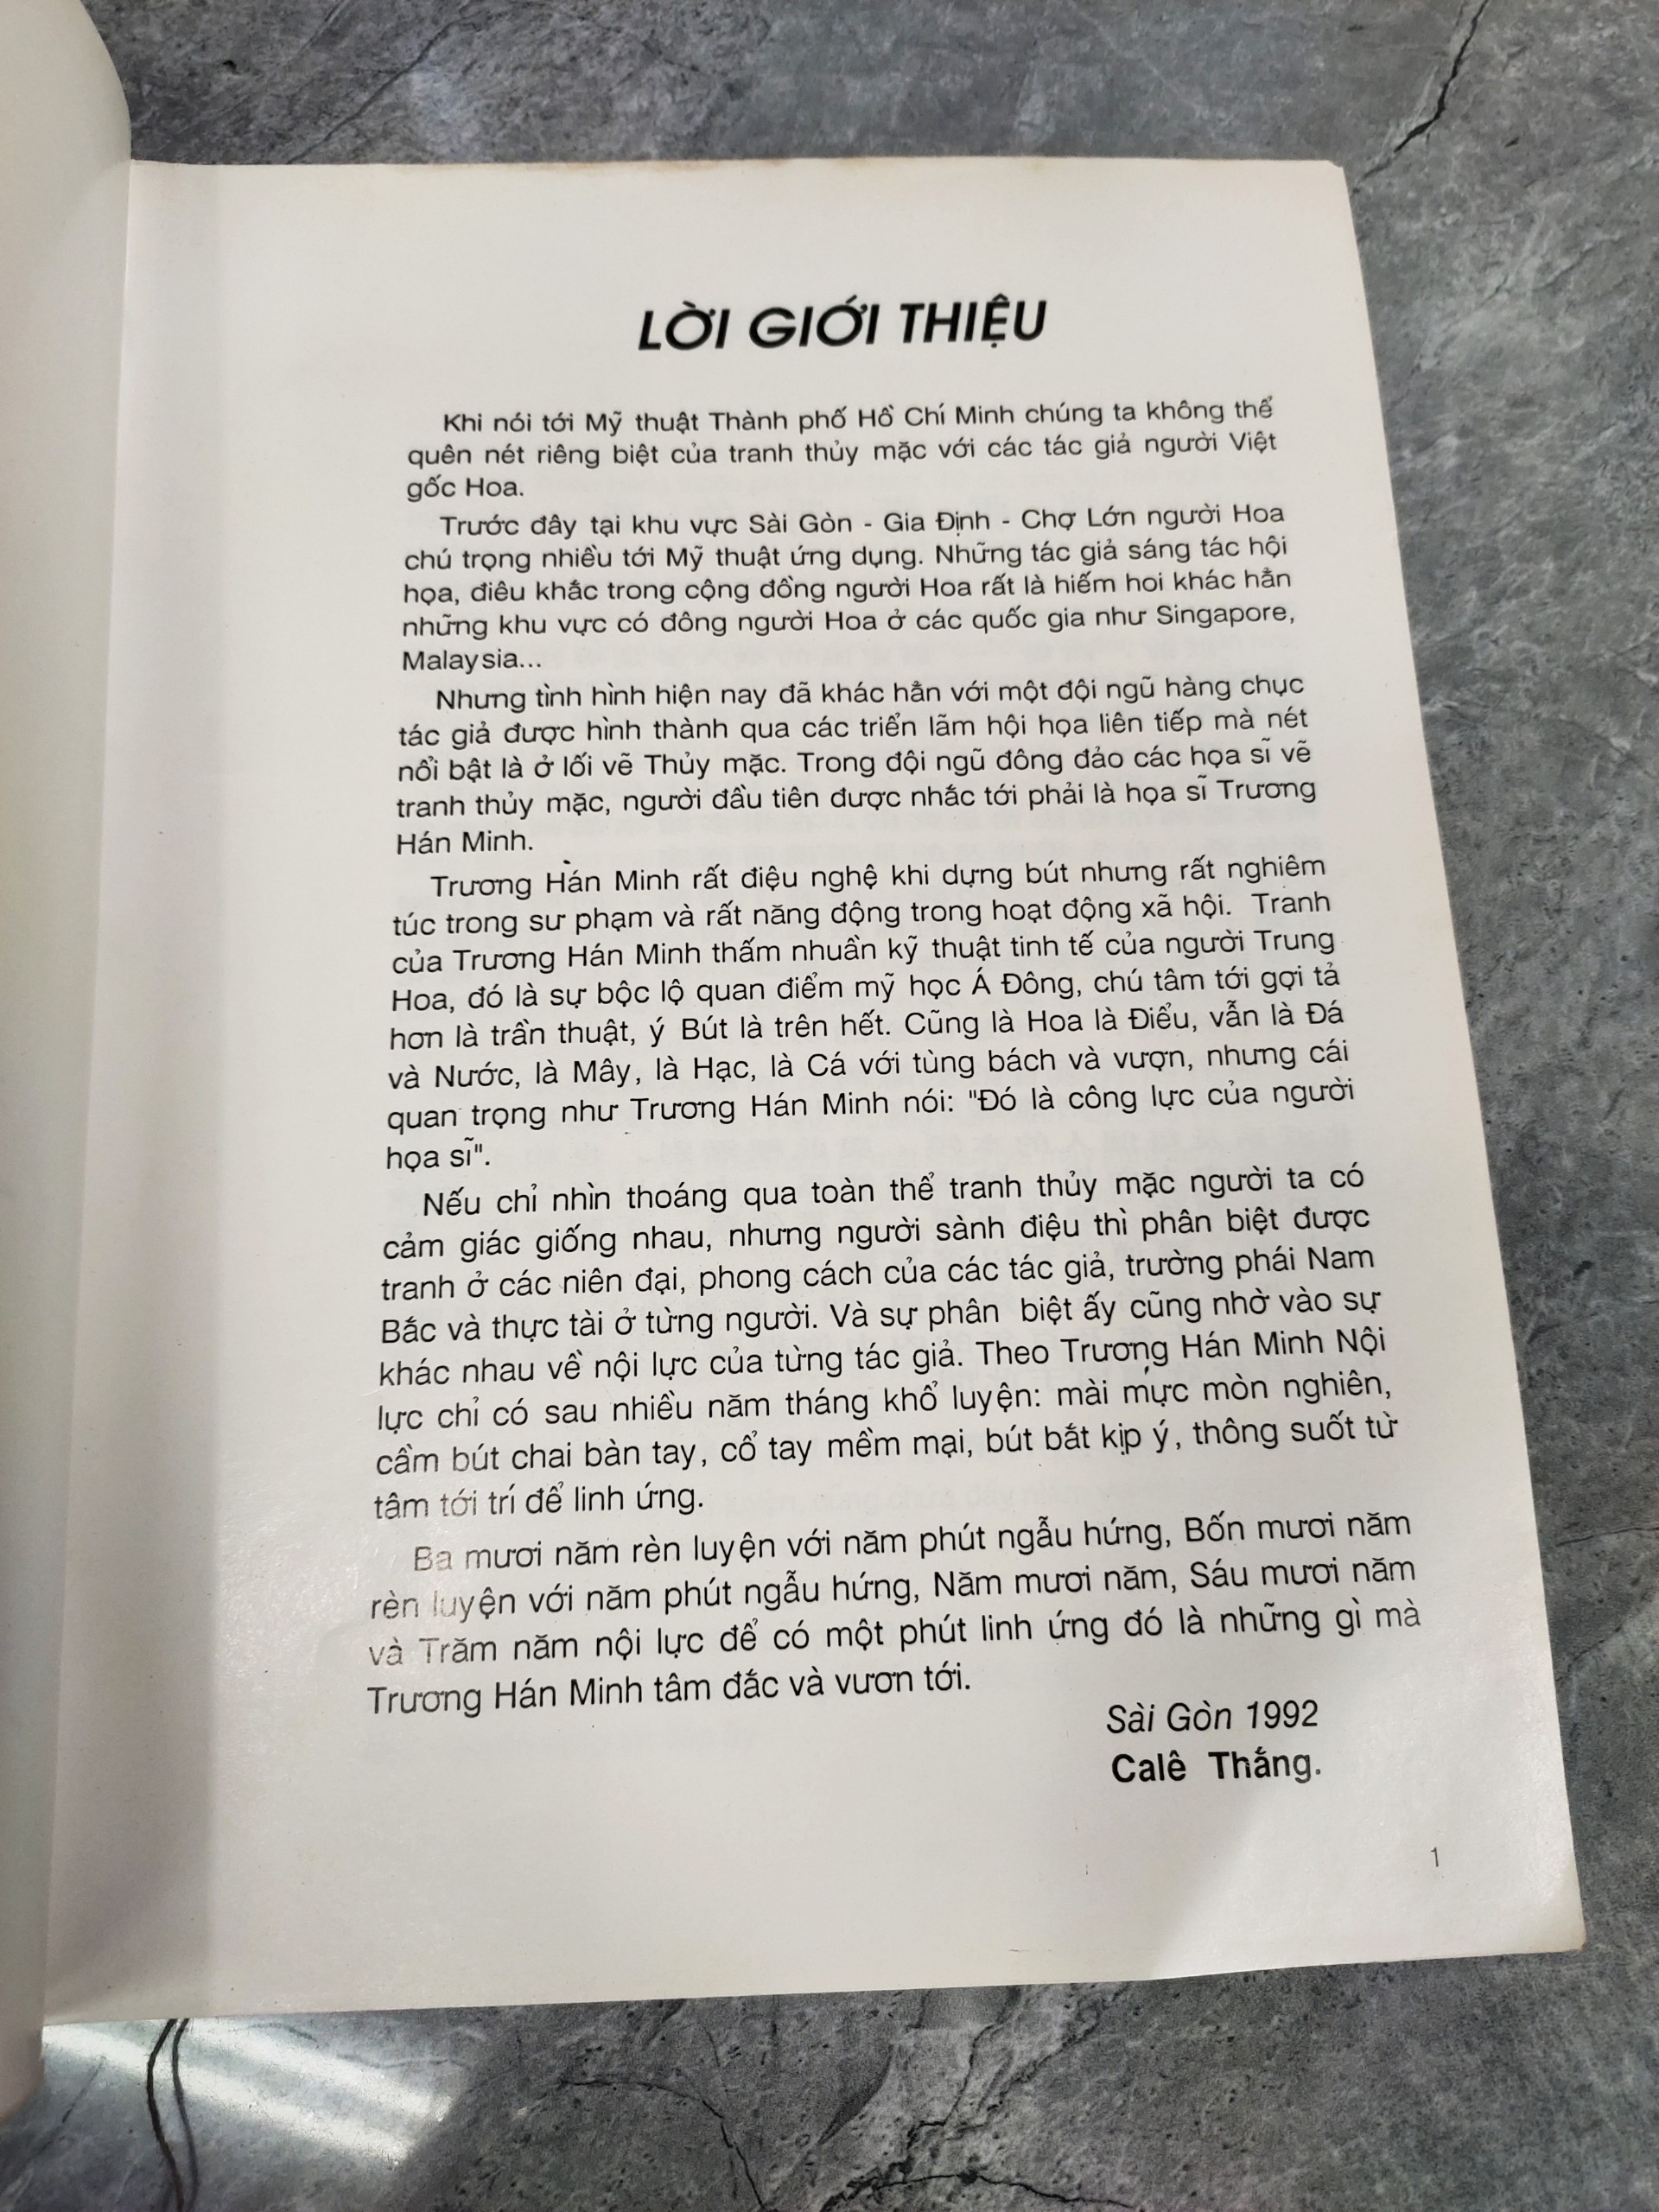 LỜI GIỚI THIỆU
Khi nói tới Mỹ thuật Thành phố Hồ Chí Minh chúng ta không thể
quên nét riêng biệt của tranh thủy mặc với các tác giả người Việt
gốc Hoa.
Trước đây tại khu vực Sài Gòn - Gia Định - Chợ Lớn người Hoa
chú trọng nhiều tới Mỹ thuật ứng dụng. Những tác giả sáng tác hội
họa, điêu khắc trong cộng đồng người Hoa rất là hiếm hoi khác hẳn
những khu vực có đông người Hoa ở các quốc gia như Singapore,
Malaysia...
Nhưng tình hình hiện nay đã khác hẳn với một đội ngũ hàng chục
tác giả được hình thành qua các triển lãm hội họa liên tiếp mà nét
nổi bật là ở lối vẽ Thủy mặc. Trong đội ngũ đông đảo các họa sĩ vẽ
tranh thủy mặc, người đầu tiên được nhắc tới phải là họa sĩ Trương
Hán Minh.
Trương Hán Minh rất điệu nghệ khi dựng bút nhưng rất nghiêm
túc trong sư phạm và rất năng động trong hoạt động xã hội. Tranh
của Trương Hán Minh thấm nhuần kỹ thuật tinh tế của người Trung
Hoa, đó là sự bộc lộ quan điểm mỹ học Á Đông, chú tâm tới gợi tả
hơn là trần thuật, ý Bút là trên hết. Cũng là Hoa là Điểu, vẫn là Đá
và Nước, là Mây, là Hạc, là Cá với tùng bách và vượn, nhưng cái
quan trọng như Trương Hán Minh nói: "Đó là công lực của người
họa sĩ".
Nếu chỉ nhìn thoáng qua toàn thể tranh thủy mặc người ta có
cảm giác giống nhau, nhưng người sành điệu thì phân biệt được
tranh ở các niên đại, phong cách của các tác giả, trường phái Nam
Bắc và thực tài ở từng người. Và sự phân biệt ấy cũng nhờ vào sự
khác nhau về nội lực của từng tác giả. Theo Trương Hán Minh Nội
lực chỉ có sau nhiều năm tháng khổ luyện: mài mực mòn nghiên,
cầm bút chai bàn tay, cổ tay mềm mại, bút bắt kịp ý, thông suốt từ
tâm tới trí để linh ứng.
Ba mươi năm rèn luyện với năm phút ngẫu hứng, Bốn mươi năm
rèn luyện với năm phút ngẫu hứng, Năm mươi năm, Sáu mươi năm
và Trăm năm nội lực để có một phút linh ứng đó là những gì mà
Trương Hán Minh tâm đắc và vươn tới.
Sài Gòn 1992
Calê Thắng.
1